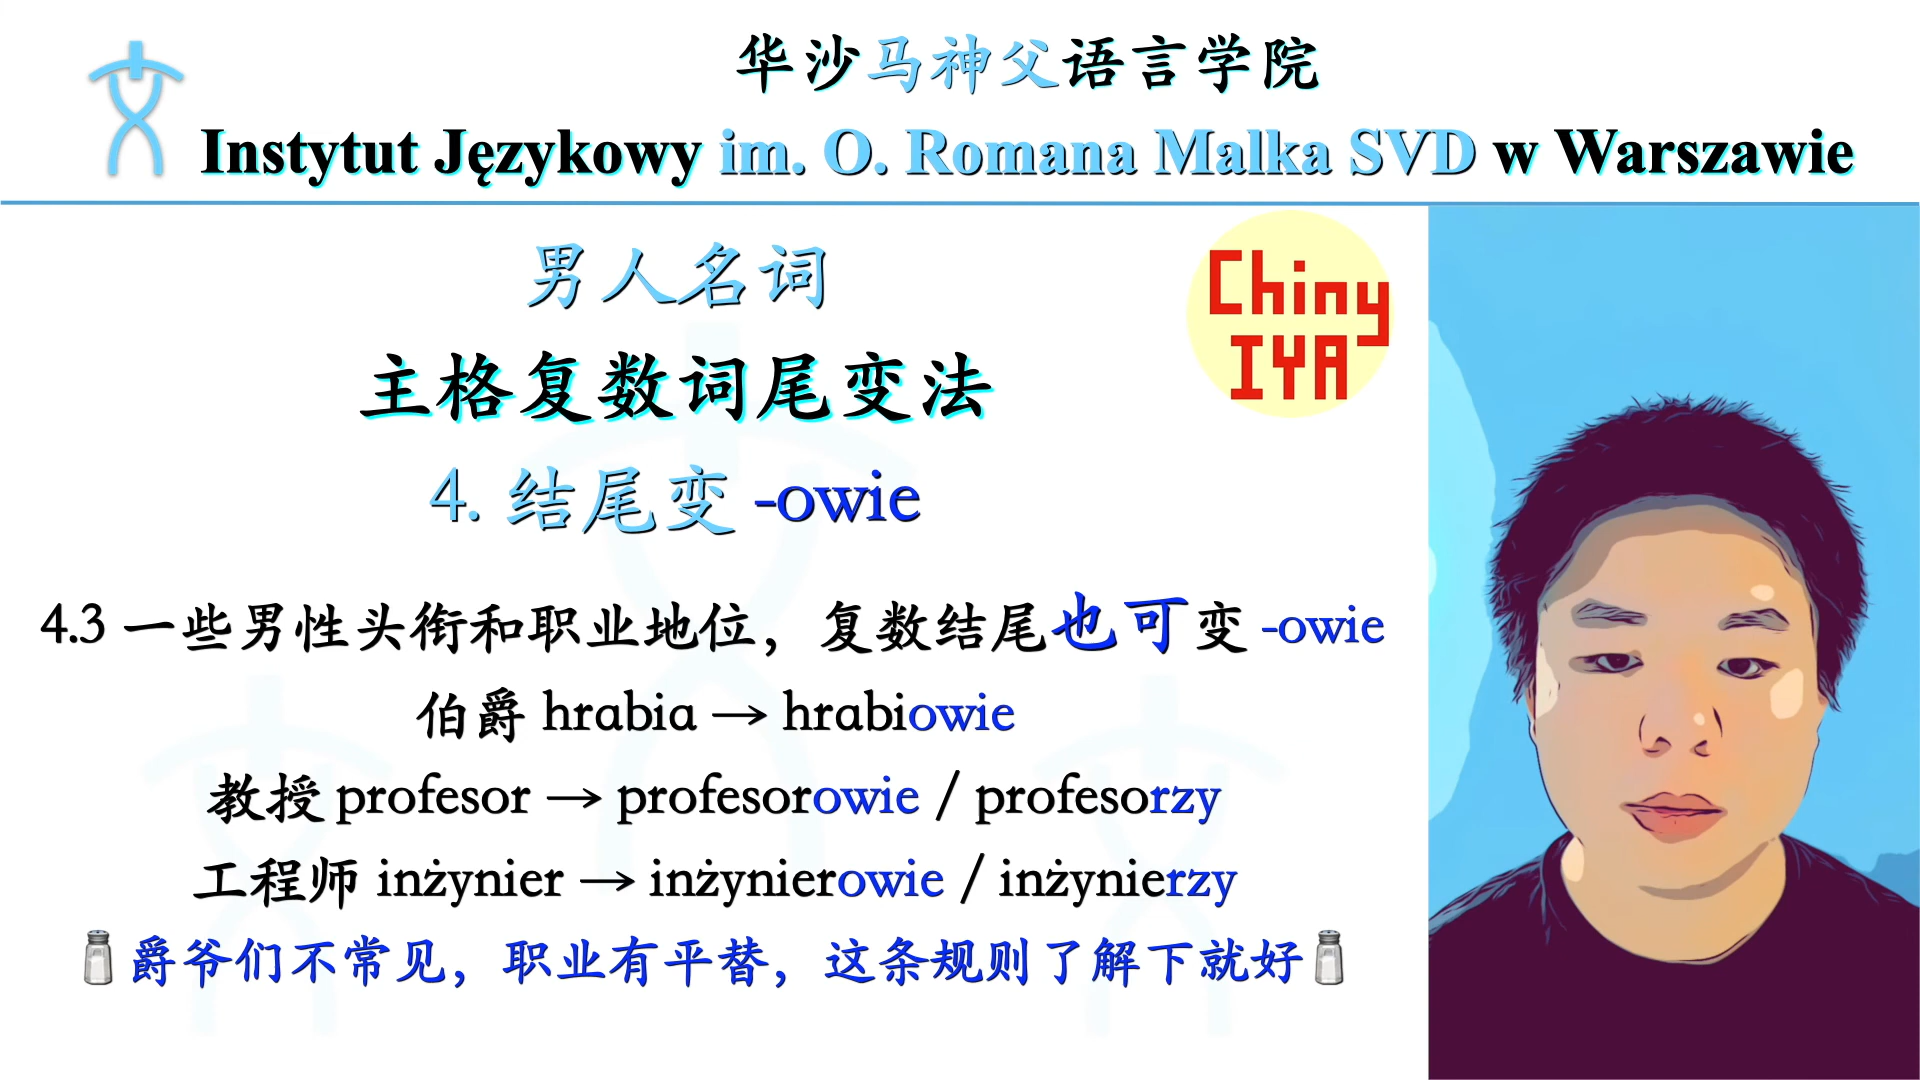 华沙马神父语言学院
Instytut Językowy im. O. Romana Malka SVD w Warszawie
男人名词
主格复数词尾变法
4. 结尾变 -owie
Chiny
IYA
4.3 一些男性头衔和职业地位，复数结尾也可变 -owie
伯爵 hrabia → hrabiowie
教授 profesor → profesorowie / profesorzy
工程师 inżynier → inżynierowie / inżynierzy
爵爷们不常见，职业有平替，这条规则了解下就好